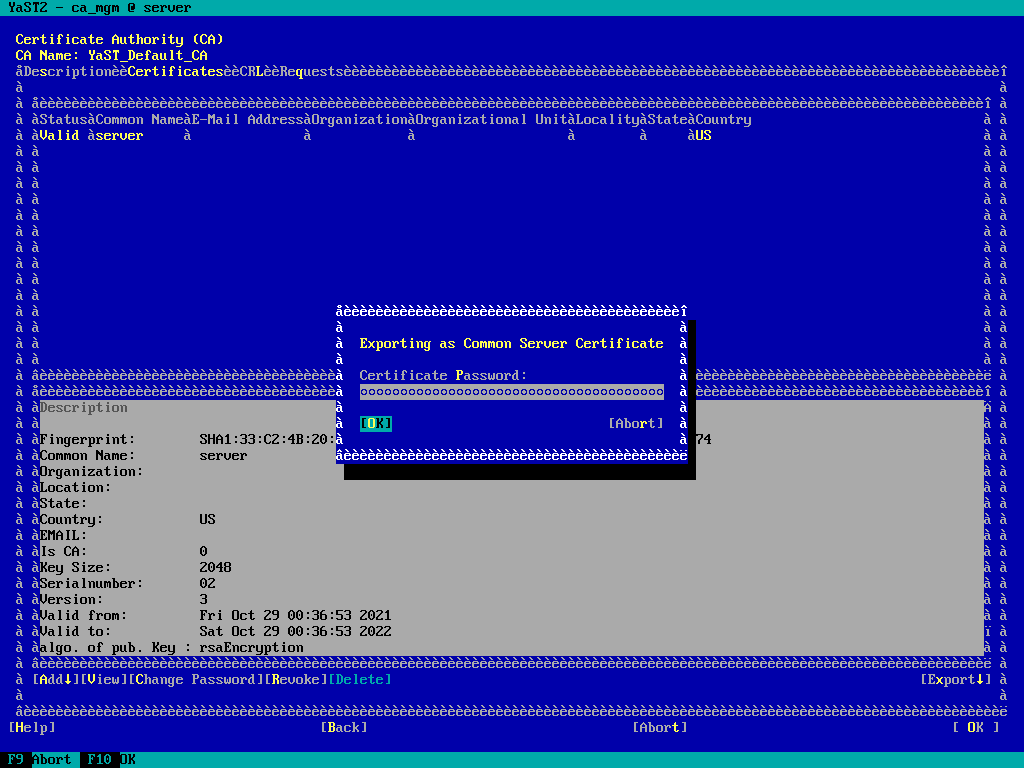 YaST2 - ca_mgm @ server
Certificate Authority (CA)
CA Name: YaST_Default_CA
Descriptions Certificates CRL Requests
Status Common Name E-Mail Address Organization Organizational Unit Locality State Country
Valid server US
Exporting as Common Server Certificate
Certificate Password:
[OK] [Abort]
Description
Fingerprint: SHA1:33:C2:4B:20: 74
Common Name: server
Organization:
Location:
State:
Country: US
EMAIL:
Is CA: 0
Key Size: 2048
Serialnumber: 02
Version: 3
Valid from: Fri Oct 29 00:36:53 2021
Valid to: Sat Oct 29 00:36:53 2022
algo. of pub. Key : rsaEncryption
[Add↓][View][Change Password][Revoke][Delete] [Export↓]
[Help] [Back] [Abort] [ OK ]
F9 Abort F10 OK